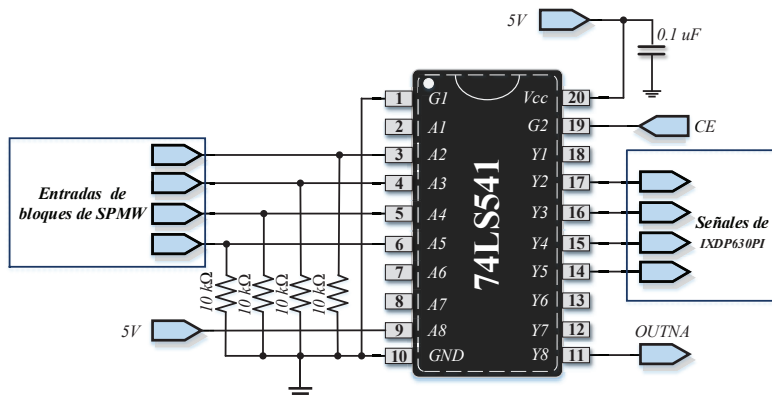 5V
0.1 uF
1 G1 Vcc 20
2 A1 G2 19
CE
3 A2 Y1 18
4 A3 Y2 17
5 A4 Y3 16
6 A5 Y4 15
7 A6 Y5 14
8 A7 Y6 13
9 A8 Y7 12
10 GND Y8 11
74LS541
Entradas de
bloques de SPMW
Señales de
IXDP630PI
10 kΩ
10 kΩ
10 kΩ
10 kΩ
5V
OUTNA